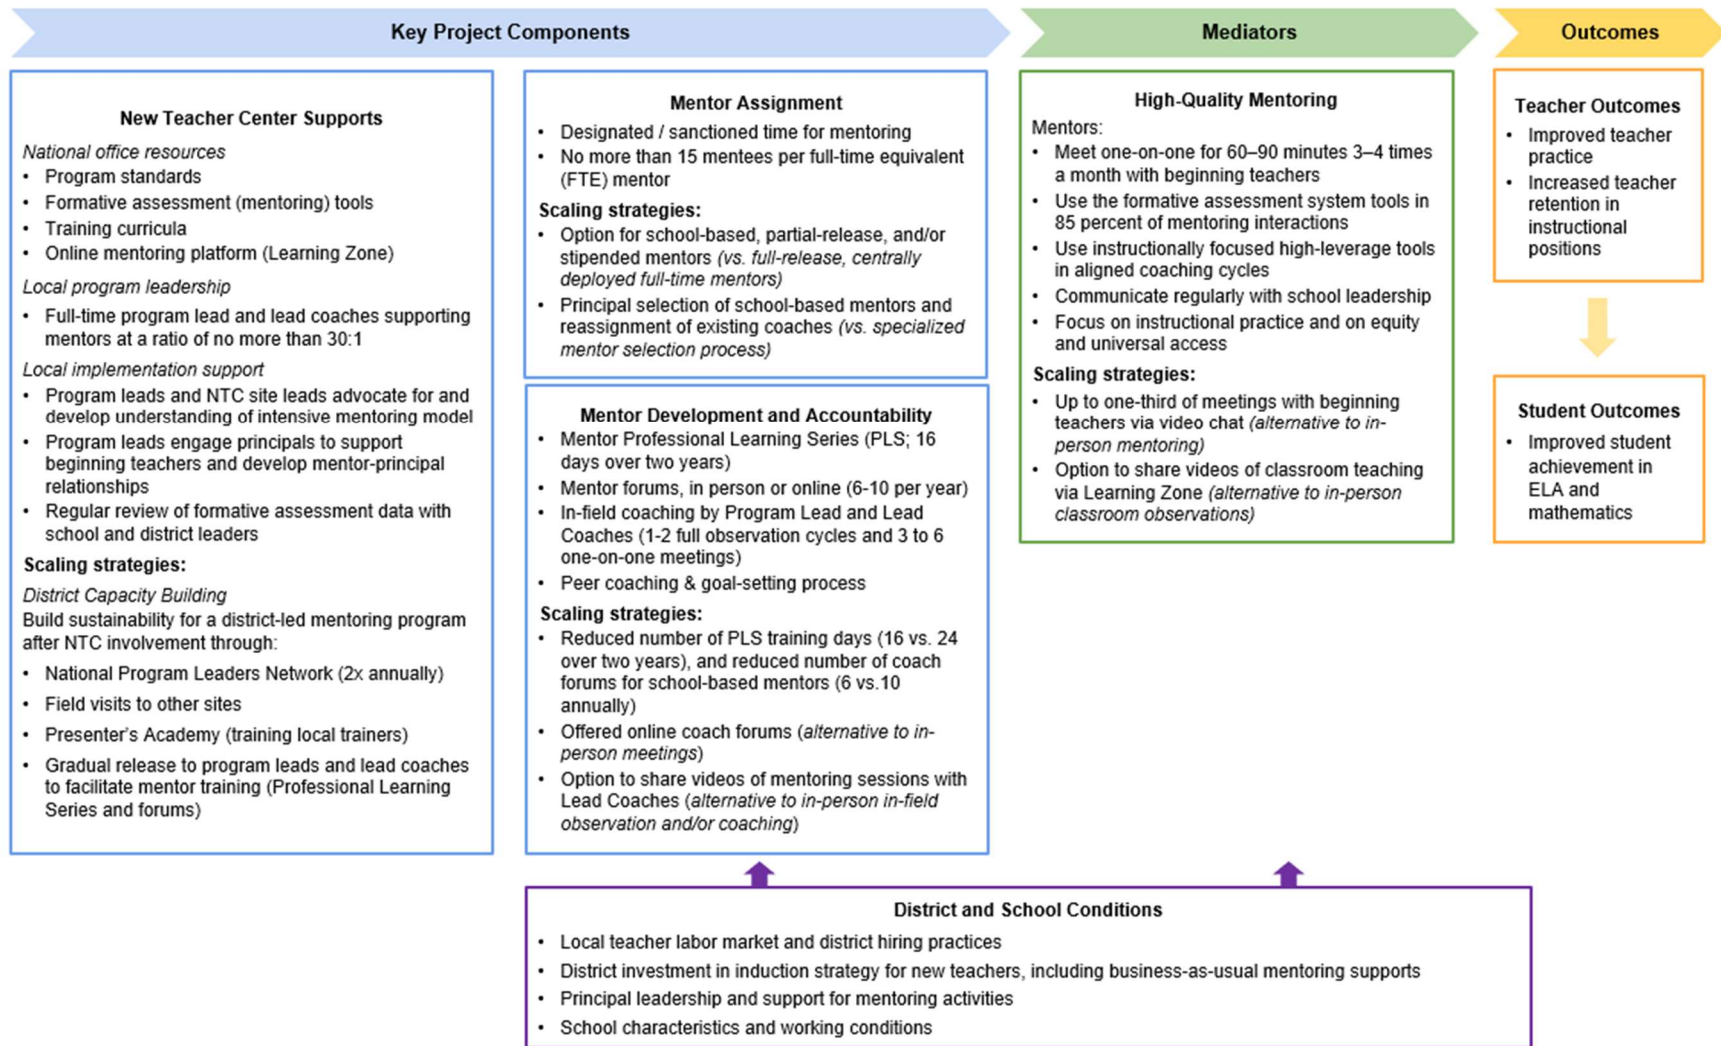 Key Project Components
Mediators
Outcomes
New Teacher Center Supports
National office resources
• Program standards
• Formative assessment (mentoring) tools
• Training curricula
• Online mentoring platform (Learning Zone)
Local program leadership
• Full-time program lead and lead coaches supporting
mentors at a ratio of no more than 30:1
Local implementation support
• Program leads and NTC site leads advocate for and
develop understanding of intensive mentoring model
• Program leads engage principals to support
beginning teachers and develop mentor-principal
relationships
• Regular review of formative assessment data with
school and district leaders
Scaling strategies:
District Capacity Building
Build sustainability for a district-led mentoring program
after NTC involvement through:
• National Program Leaders Network (2x annually)
• Field visits to other sites
• Presenter's Academy (training local trainers)
• Gradual release to program leads and lead coaches
to facilitate mentor training (Professional Learning
Series and forums)
Mentor Assignment
• Designated / sanctioned time for mentoring
• No more than 15 mentees per full-time equivalent
(FTE) mentor
Scaling strategies:
• Option for school-based, partial-release, and/or
stipended mentors (vs. full-release, centrally
deployed full-time mentors)
• Principal selection of school-based mentors and
reassignment of existing coaches (vs. specialized
mentor selection process)
Mentor Development and Accountability
• Mentor Professional Learning Series (PLS; 16
days over two years)
• Mentor forums, in person or online (6-10 per year)
• In-field coaching by Program Lead and Lead
Coaches (1-2 full observation cycles and 3 to 6
one-on-one meetings)
• Peer coaching & goal-setting process
Scaling strategies:
• Reduced number of PLS training days (16 vs. 24
over two years), and reduced number of coach
forums for school-based mentors (6 vs.10
annually)
• Offered online coach forums (alternative to in-
person meetings)
• Option to share videos of mentoring sessions with
Lead Coaches (alternative to in-person in-field
observation and/or coaching)
High-Quality Mentoring
Mentors:
• Meet one-on-one for 60–90 minutes 3–4 times
a month with beginning teachers
• Use the formative assessment system tools in
85 percent of mentoring interactions
• Use instructionally focused high-leverage tools
in aligned coaching cycles
• Communicate regularly with school leadership
• Focus on instructional practice and on equity
and universal access
Scaling strategies:
• Up to one-third of meetings with beginning
teachers via video chat (alternative to in-
person mentoring)
• Option to share videos of classroom teaching
via Learning Zone (alternative to in-person
classroom observations)
Teacher Outcomes
• Improved teacher
practice
• Increased teacher
retention in
instructional
positions
Student Outcomes
• Improved student
achievement in
ELA and
mathematics
District and School Conditions
• Local teacher labor market and district hiring practices
• District investment in induction strategy for new teachers, including business-as-usual mentoring supports
• Principal leadership and support for mentoring activities
• School characteristics and working conditions